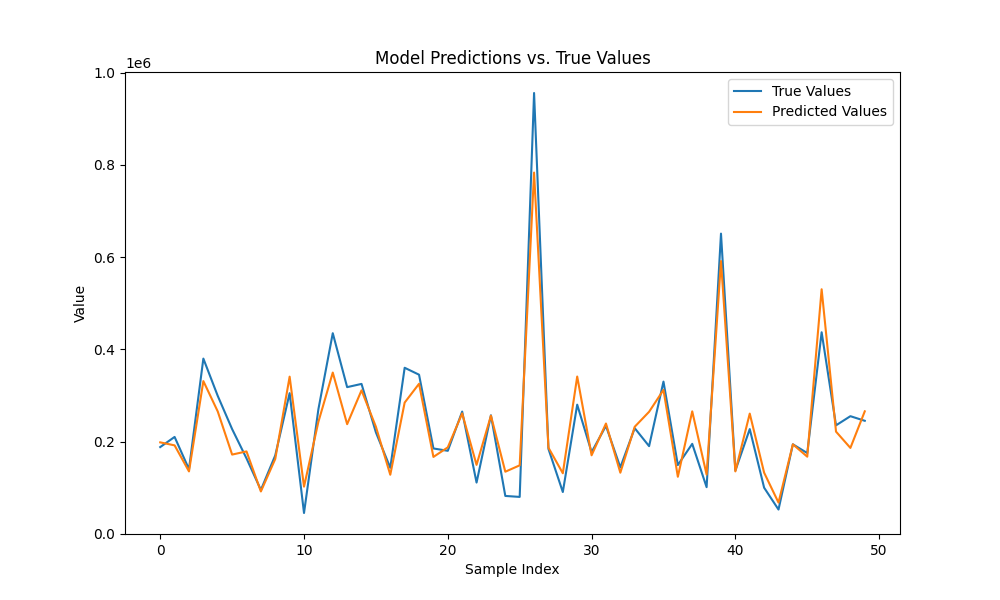 Model Predictions vs. True Values
1e6
True Values
Predicted Values
1.0
0.8
0.6
0.4
0.2
0.0
Value
0 10 20 30 40 50
Sample Index